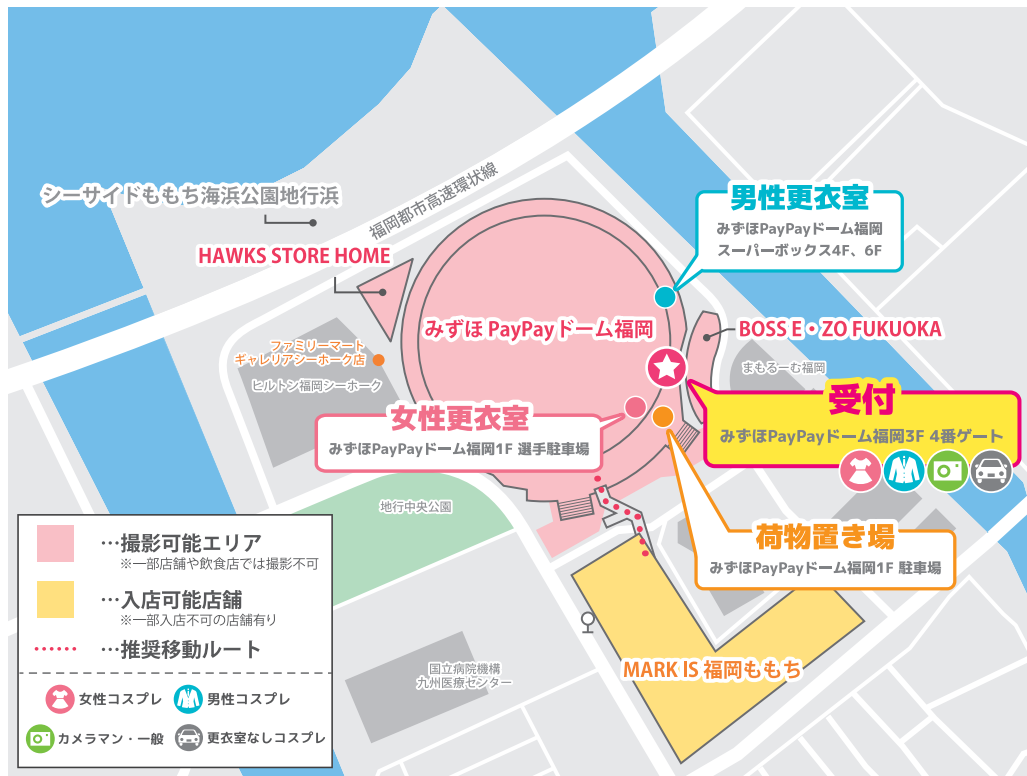 シーサイドももち海浜公園地行浜
福岡都市高速環状線
HAWKS STORE HOME
男性更衣室
みずほPayPayドーム福岡
スーパーボックス4F、6F
みずほ PayPayドーム福岡
BOSS E・ZO FUKUOKA
ファミリーマート
ギャレリアシーホーク店
ヒルトン福岡シーホーク
まもるーむ福岡
受付
みずほPayPayドーム福岡3F 4番ゲート
女性更衣室
みずほPayPayドーム福岡1F 選手駐車場
地行中央公園
荷物置き場
みずほPayPayドーム福岡1F 駐車場
MARK IS 福岡ももち
国立病院機構
九州医療センター
…撮影可能エリア
※一部店舗や飲食店では撮影不可
…入店可能店舗
※一部入店不可の店舗有り
…推奨移動ルート
女性コスプレ
男性コスプレ
カメラマン・一般
更衣室なしコスプレ